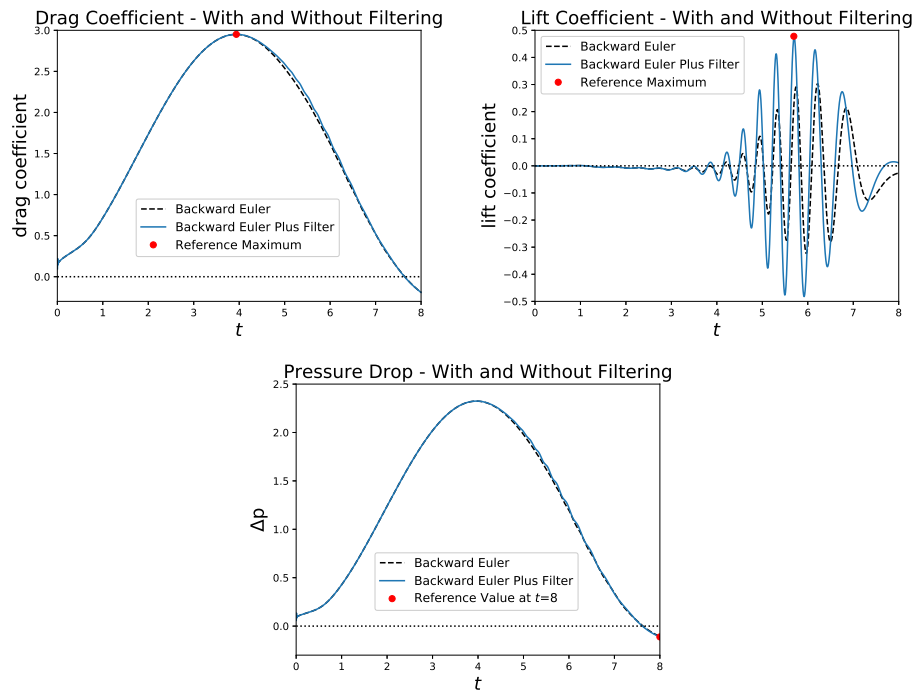 Drag Coefficient - With and Without Filtering
3.0
2.5
2.0
1.5
1.0
0.5
0.0
drag coefficient
Backward Euler
Backward Euler Plus Filter
Reference Maximum
0 1 2 3 4 5 6 7 8
t
Lift Coefficient - With and Without Filtering
0.5
0.4
0.3
0.2
0.1
0.0
−0.1
−0.2
−0.3
−0.4
−0.5
lift coefficient
Backward Euler
Backward Euler Plus Filter
Reference Maximum
0 1 2 3 4 5 6 7 8
t
Pressure Drop - With and Without Filtering
2.5
2.0
1.5
1.0
0.5
0.0
Δp
Backward Euler
Backward Euler Plus Filter
Reference Value at t=8
0 1 2 3 4 5 6 7 8
t